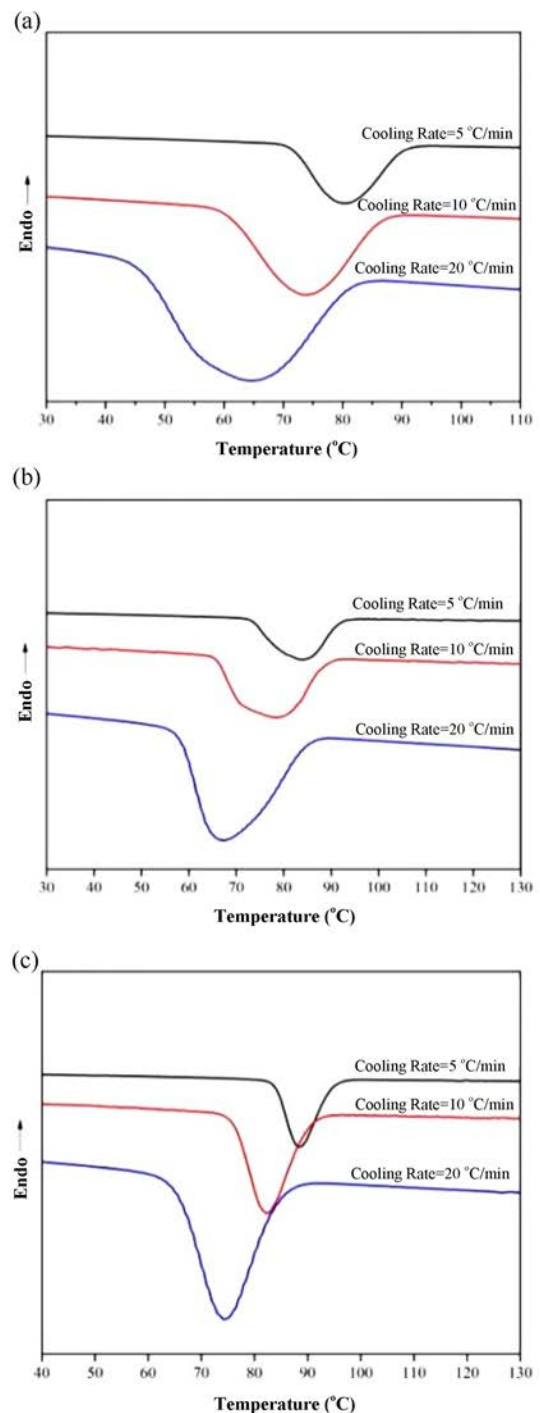 (a)
Cooling Rate=5 °C/min
Cooling Rate=10 °C/min
Cooling Rate=20 °C/min
Endo →
30 40 50 60 70 80 90 100 110
Temperature (°C)
(b)
Cooling Rate=5 °C/min
Cooling Rate=10 °C/min
Cooling Rate=20 °C/min
Endo →
30 40 50 60 70 80 90 100 110 120 130
Temperature (°C)
(c)
Cooling Rate=5 °C/min
Cooling Rate=10 °C/min
Cooling Rate=20 °C/min
Endo →
40 50 60 70 80 90 100 110 120 130
Temperature (°C)